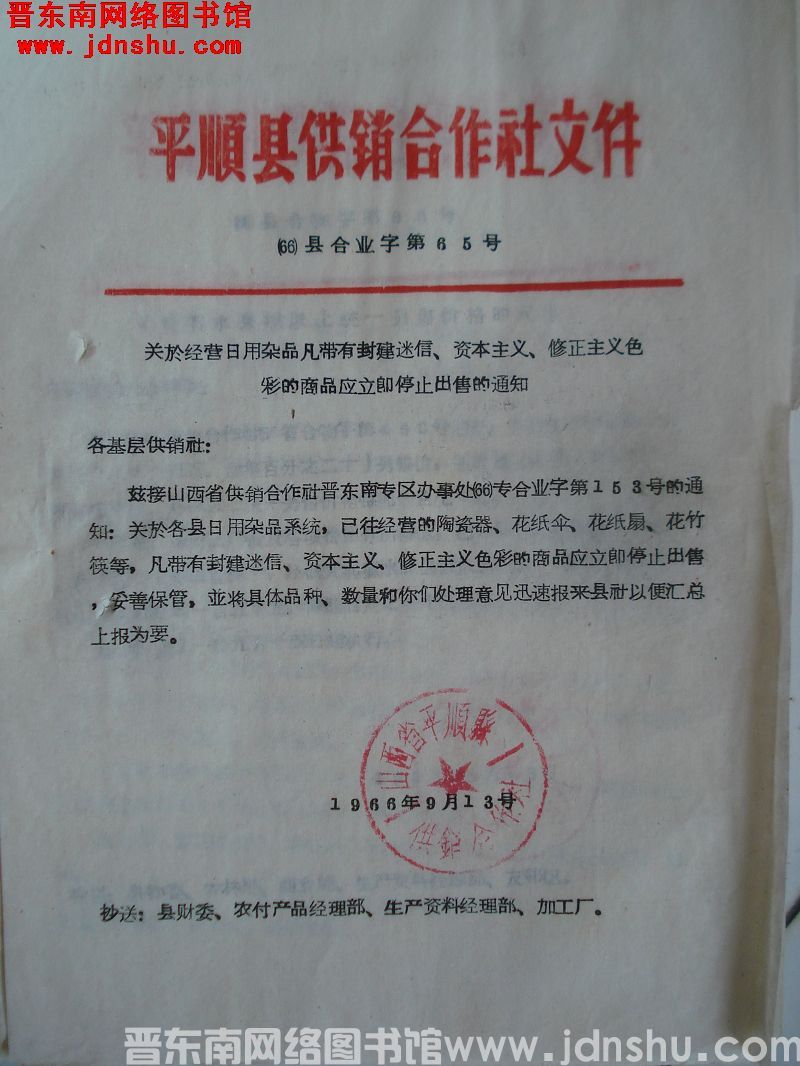 晋东南网络图书馆
www.jdnshu.com
平顺县供销合作社文件
(66)县合业字第65号
关於经营日用杂品凡带有封建迷信、资本主义、修正主义色
彩的商品应立即停止出售的通知
各基层供销社:
兹接山西省供销合作社晋东南专区办事处(66)专合业字第153号的通
知:关於各县日用杂品系统,已往经营的陶瓷器、花纸伞、花纸扇、花竹
筷等,凡带有封建迷信、资本主义、修正主义色彩的商品应立即停止出售
,妥善保管,並将具体品种、数量和你们处理意见迅速报来县社以便汇总
上报为要。
山西省平順縣
供銷合作社
1966年9月13号
抄送:县财委、农付产品经理部、生产资料经理部、加工厂。
晋东南网络图书馆www.jdnshu.com